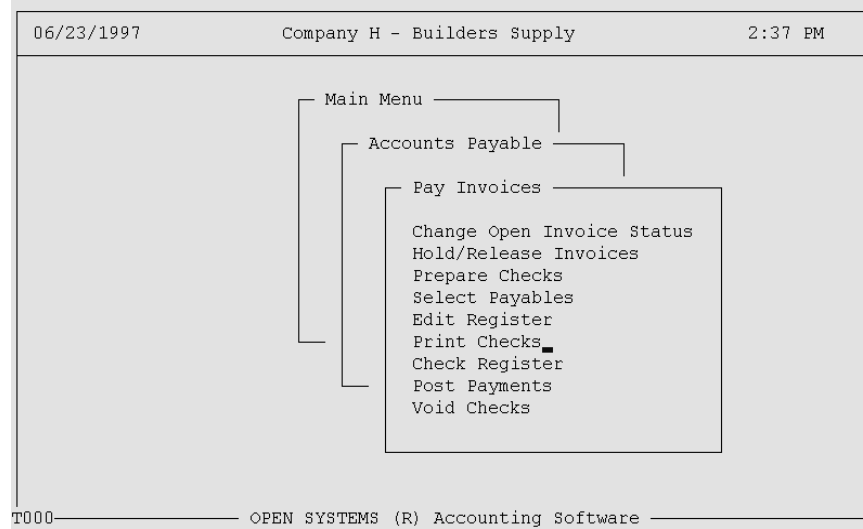 06/23/1997 Company H - Builders Supply 2:37 PM
Main Menu
Accounts Payable
Pay Invoices
Change Open Invoice Status
Hold/Release Invoices
Prepare Checks
Select Payables
Edit Register
Print Checks
Check Register
Post Payments
Void Checks
T000 OPEN SYSTEMS (R) Accounting Software